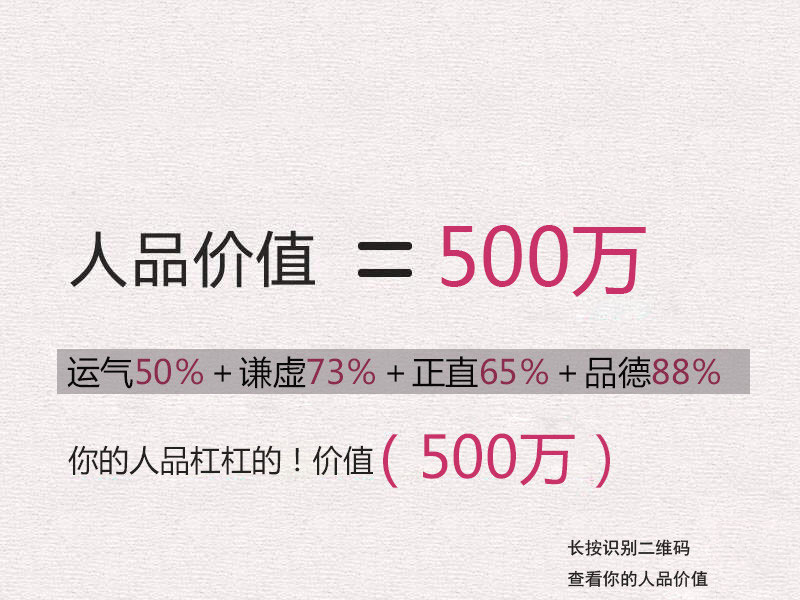 人品价值 = 500万
运气50%+谦虚73%+正直65%+品德88%
你的人品杠杠的！价值（500万）
长按识别二维码
查看你的人品价值